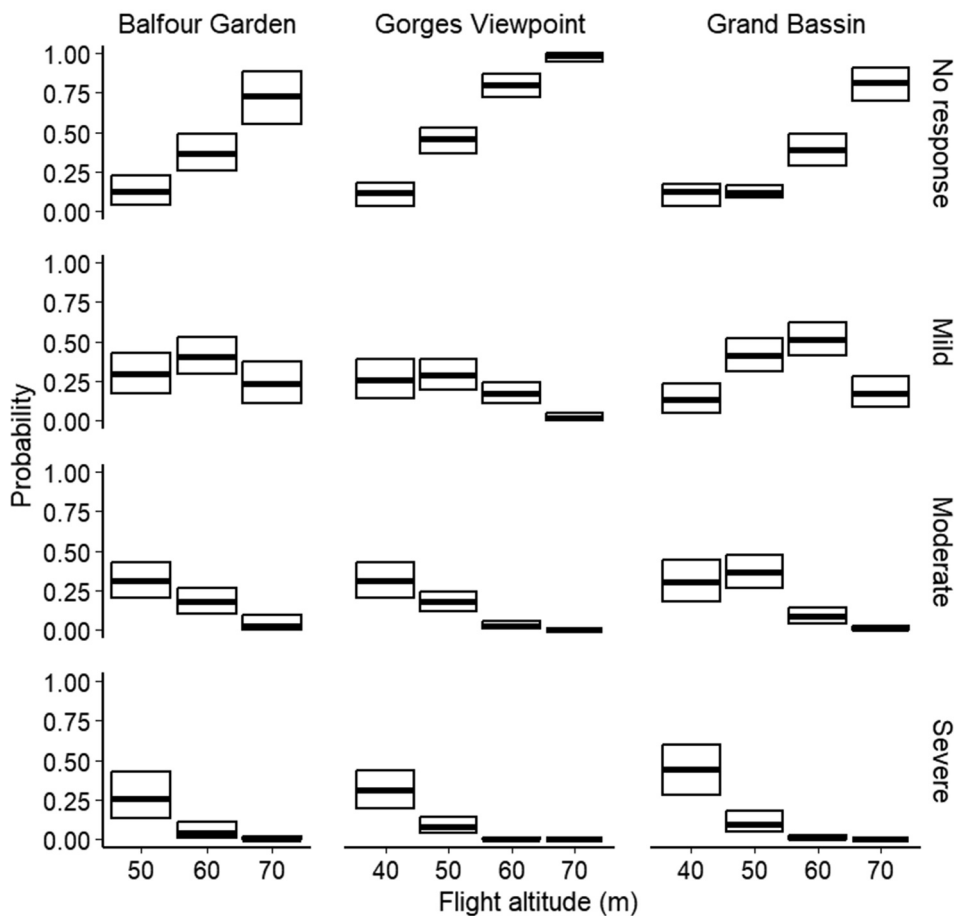 Balfour Garden Gorges Viewpoint Grand Bassin
Probability
1.00
0.75
0.50
0.25
0.00
No response
1.00
0.75
0.50
0.25
0.00
Mild
1.00
0.75
0.50
0.25
0.00
Moderate
1.00
0.75
0.50
0.25
0.00
Severe
50 60 70 40 50 60 70 40 50 60 70
Flight altitude (m)